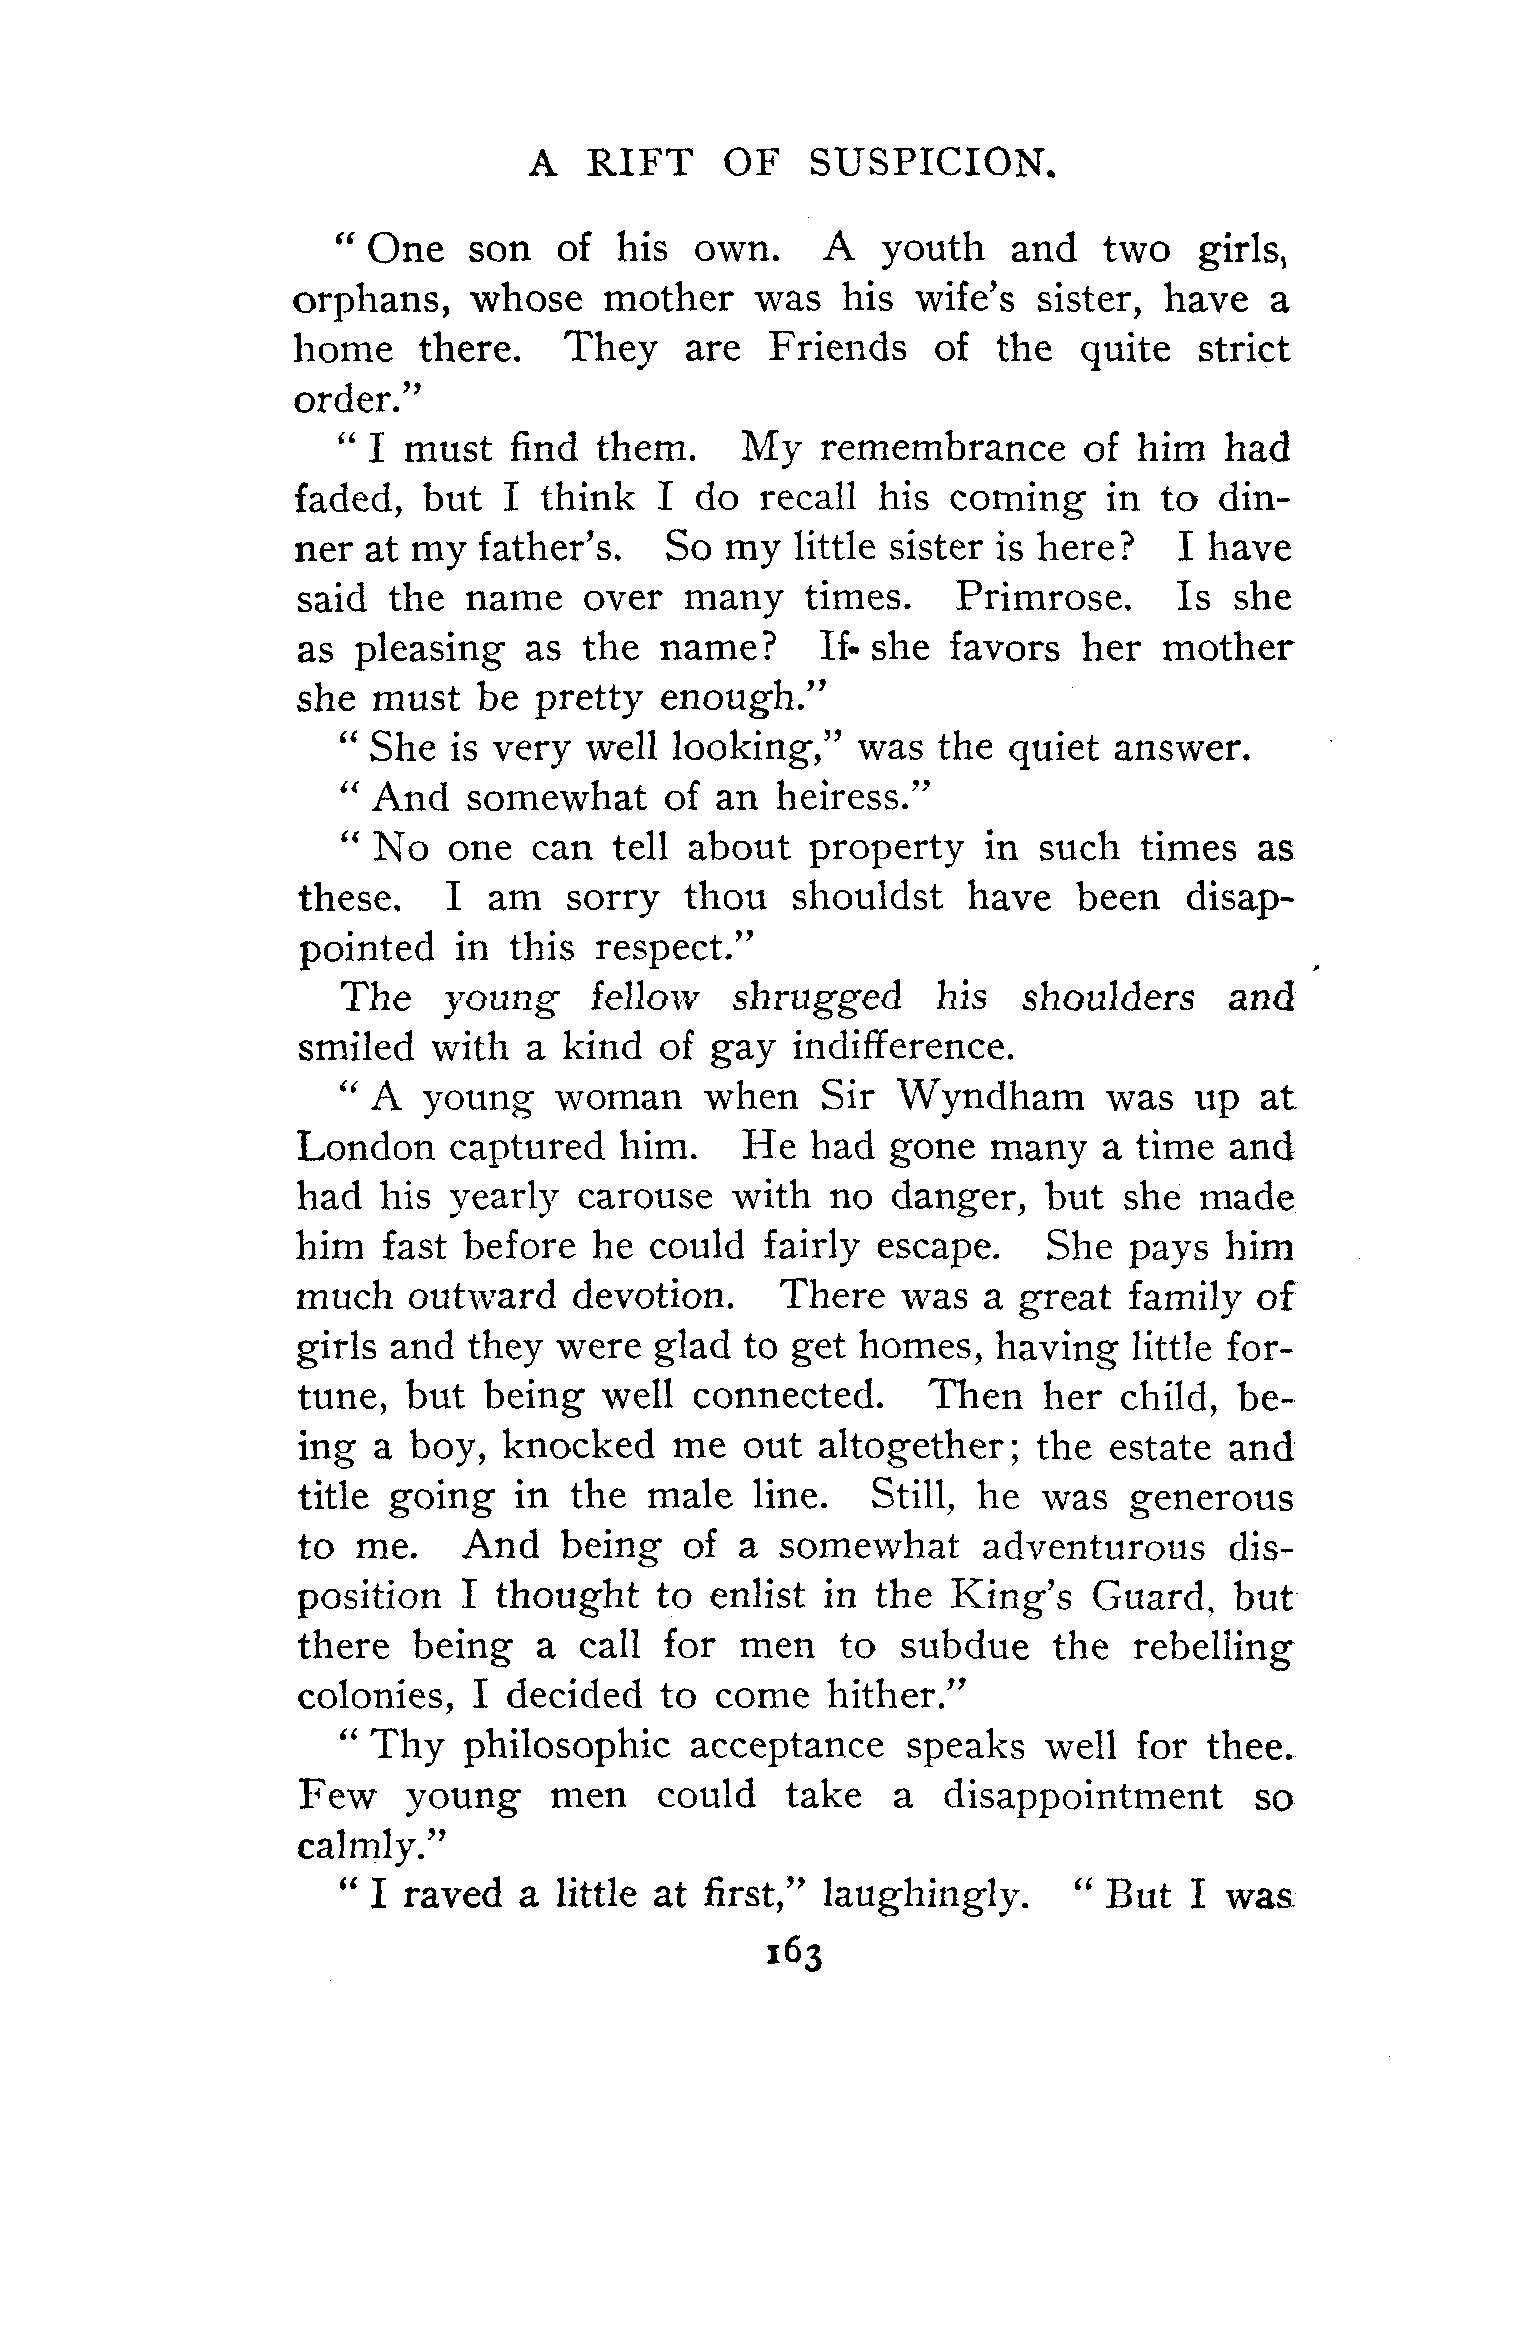 A RIFT OF SUSPICION.
" One son of his own. A youth and two girls,
orphans, whose mother was his wife's sister, have a
home there. They are Friends of the quite strict
order."
" I must find them. My remembrance of him had
faded, but I think I do recall his coming in to din-
ner at my father's. So my little sister is here? I have
said the name over many times. Primrose. Is she
as pleasing as the name? If she favors her mother
she must be pretty enough."
" She is very well looking," was the quiet answer.
" And somewhat of an heiress."
" No one can tell about property in such times as
these. I am sorry thou shouldst have been disap-
pointed in this respect."
The young fellow shrugged his shoulders and
smiled with a kind of gay indifference.
" A young woman when Sir Wyndham was up at
London captured him. He had gone many a time and
had his yearly carouse with no danger, but she made
him fast before he could fairly escape. She pays him
much outward devotion. There was a great family of
girls and they were glad to get homes, having little for-
tune, but being well connected. Then her child, be-
ing a boy, knocked me out altogether; the estate and
title going in the male line. Still, he was generous
to me. And being of a somewhat adventurous dis-
position I thought to enlist in the King's Guard, but
there being a call for men to subdue the rebelling
colonies, I decided to come hither."
" Thy philosophic acceptance speaks well for thee.
Few young men could take a disappointment so
calmly."
" I raved a little at first," laughingly. " But I was
163